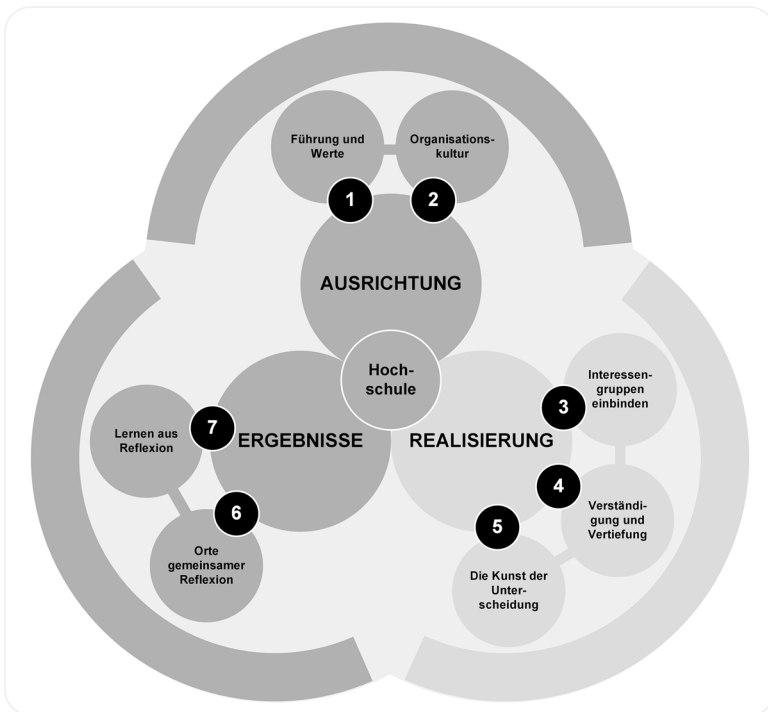 Führung und
Werte
Organisations-
kultur
1
2
AUSRICHTUNG
Hoch-
schule
Interessen-
gruppen
einbinden
3
REALISIERUNG
4
Verständi-
gung und
Vertiefung
5
Die Kunst der
Unter-
scheidung
ERGEBNISSE
6
Orte
gemeinsamer
Reflexion
7
Lernen aus
Reflexion